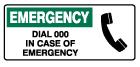 EMERGENCY
DIAL 000
IN CASE OF
EMERGENCY